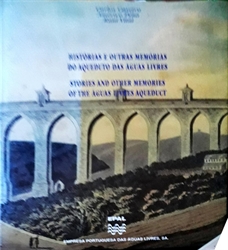 HISTÓRIAS E OUTRAS MEMÓRIAS
DO AQUEDUTO DAS ÁGUAS LIVRES
STORIES AND OTHER MEMORIES
OF THE ÁGUAS LIVRES AQUEDUCT
EPAL
EMPRESA PORTUGUESA DAS ÁGUAS LIVRES, SA.